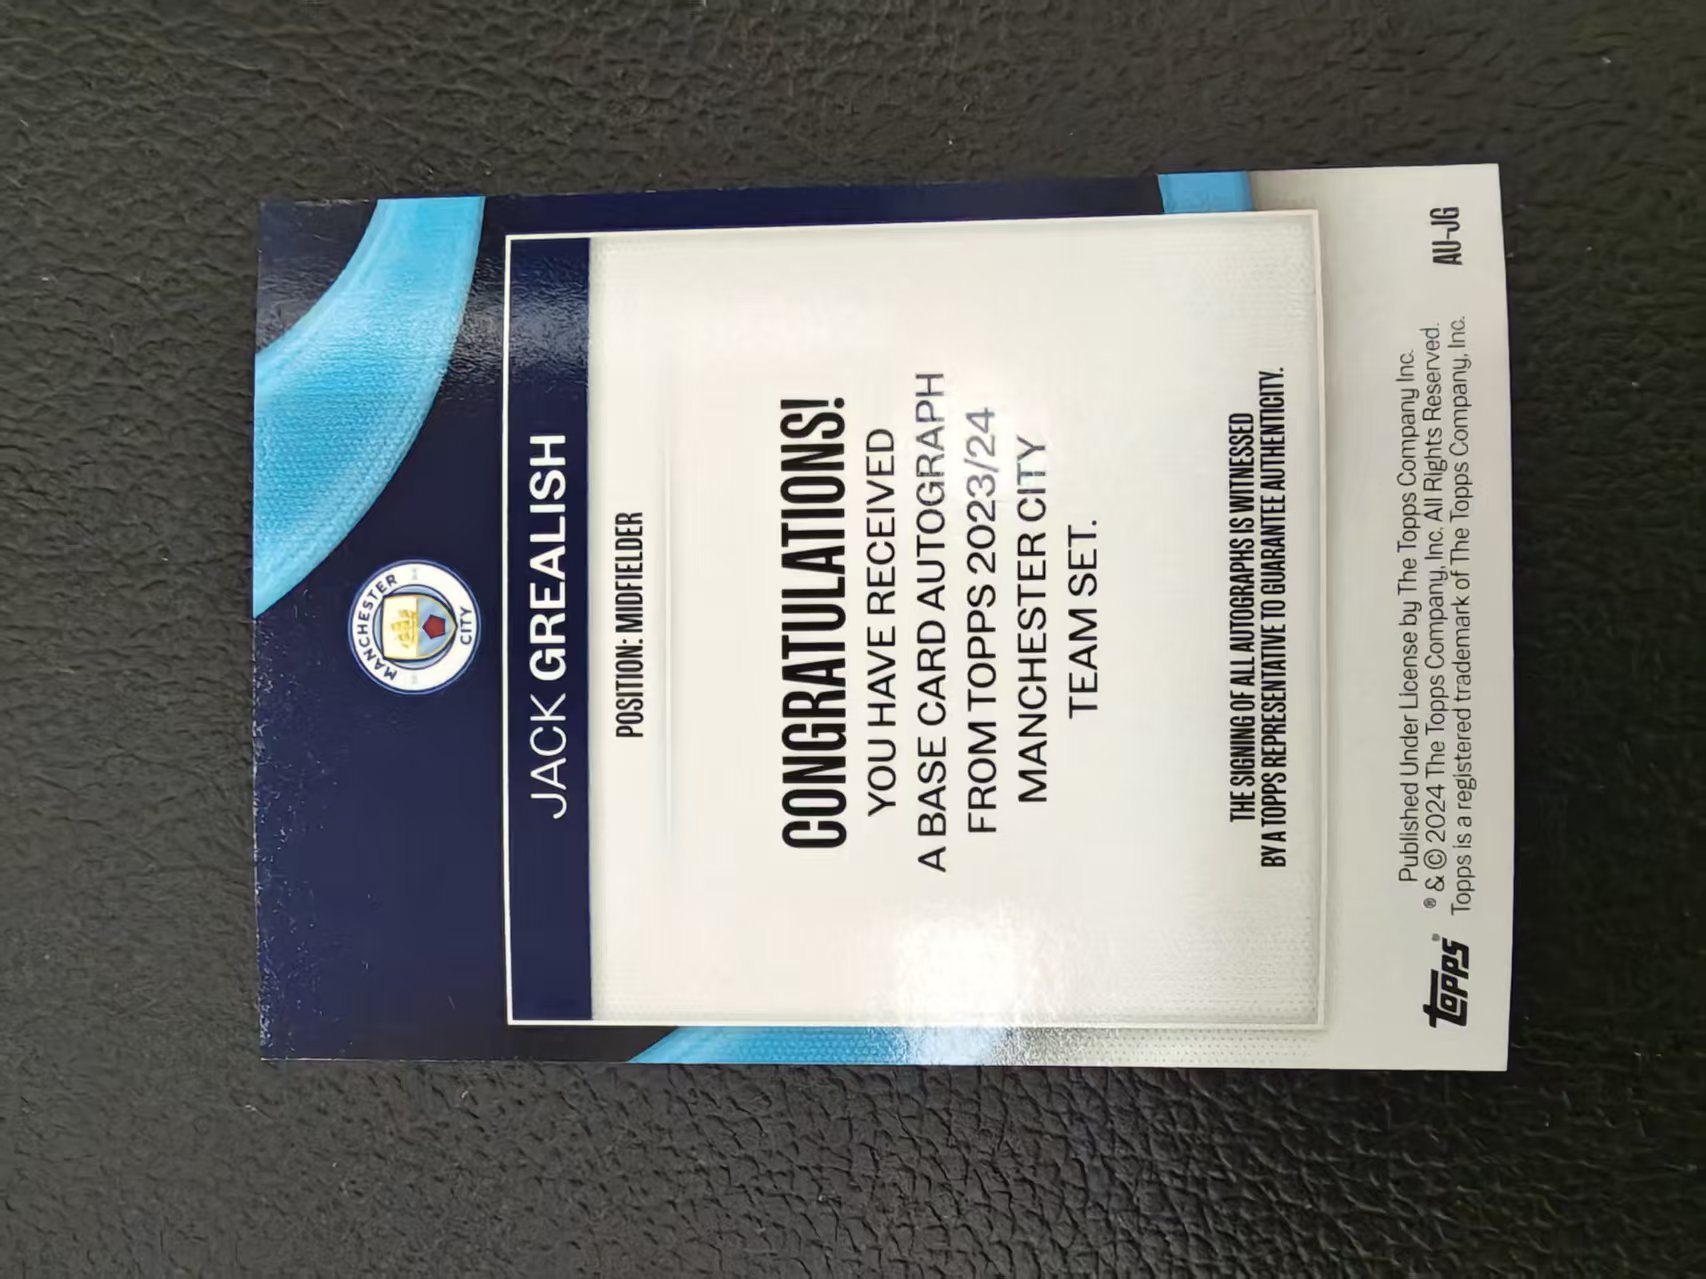 MANCHESTER
CITY
JACK GREALISH
POSITION: MIDFIELDER
CONGRATULATIONS!
YOU HAVE RECEIVED
A BASE CARD AUTOGRAPH
FROM TOPPS 2023/24
MANCHESTER CITY
TEAM SET.
THE SIGNING OF ALL AUTOGRAPHS IS WITNESSED
BY A TOPPS REPRESENTATIVE TO GUARANTEE AUTHENTICITY.
Published Under License by The Topps Company Inc.
® & © 2024 The Topps Company, Inc. All Rights Reserved.
Topps is a registered trademark of The Topps Company, Inc.
topps®
AU-JG